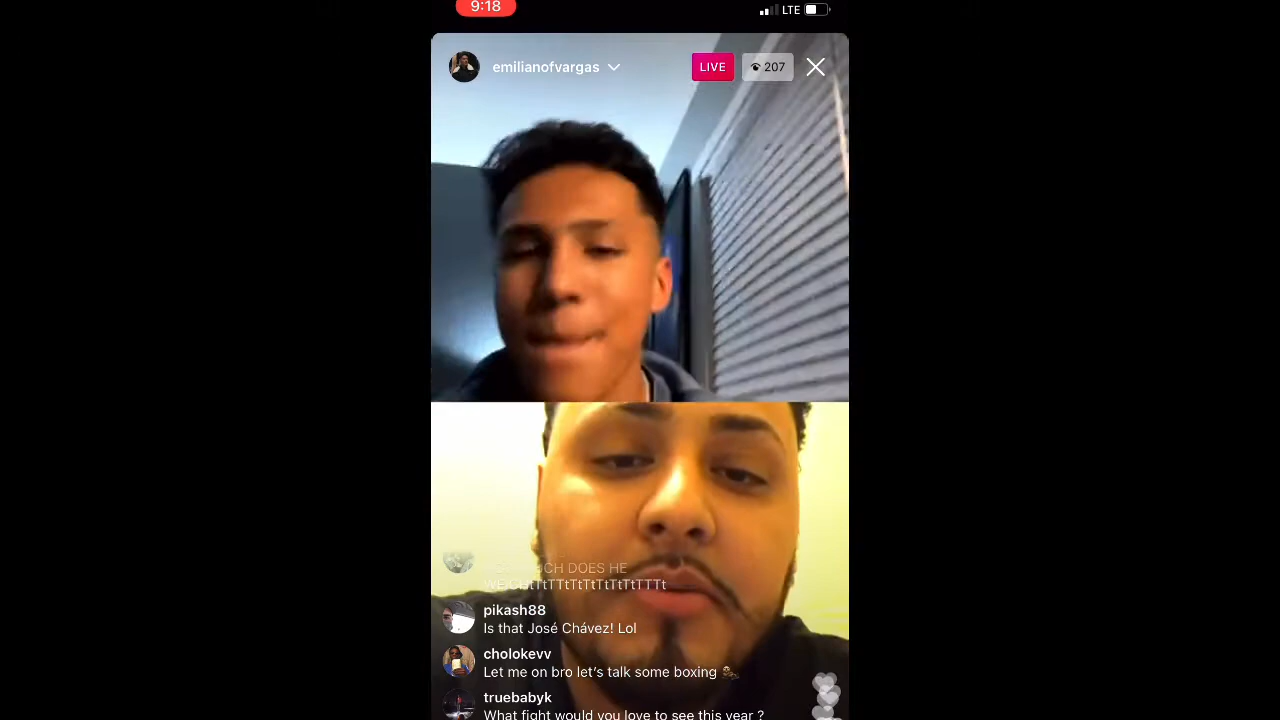 9:18
LTE
emilianofvargas
LIVE
207
DOES HE
WEIGHtTtTTtTtTtTtTtTTTt
pikash88
Is that José Chávez! Lol
cholokevv
Let me on bro let’s talk some boxing
truebabyk
What fight would you love to see this year ?